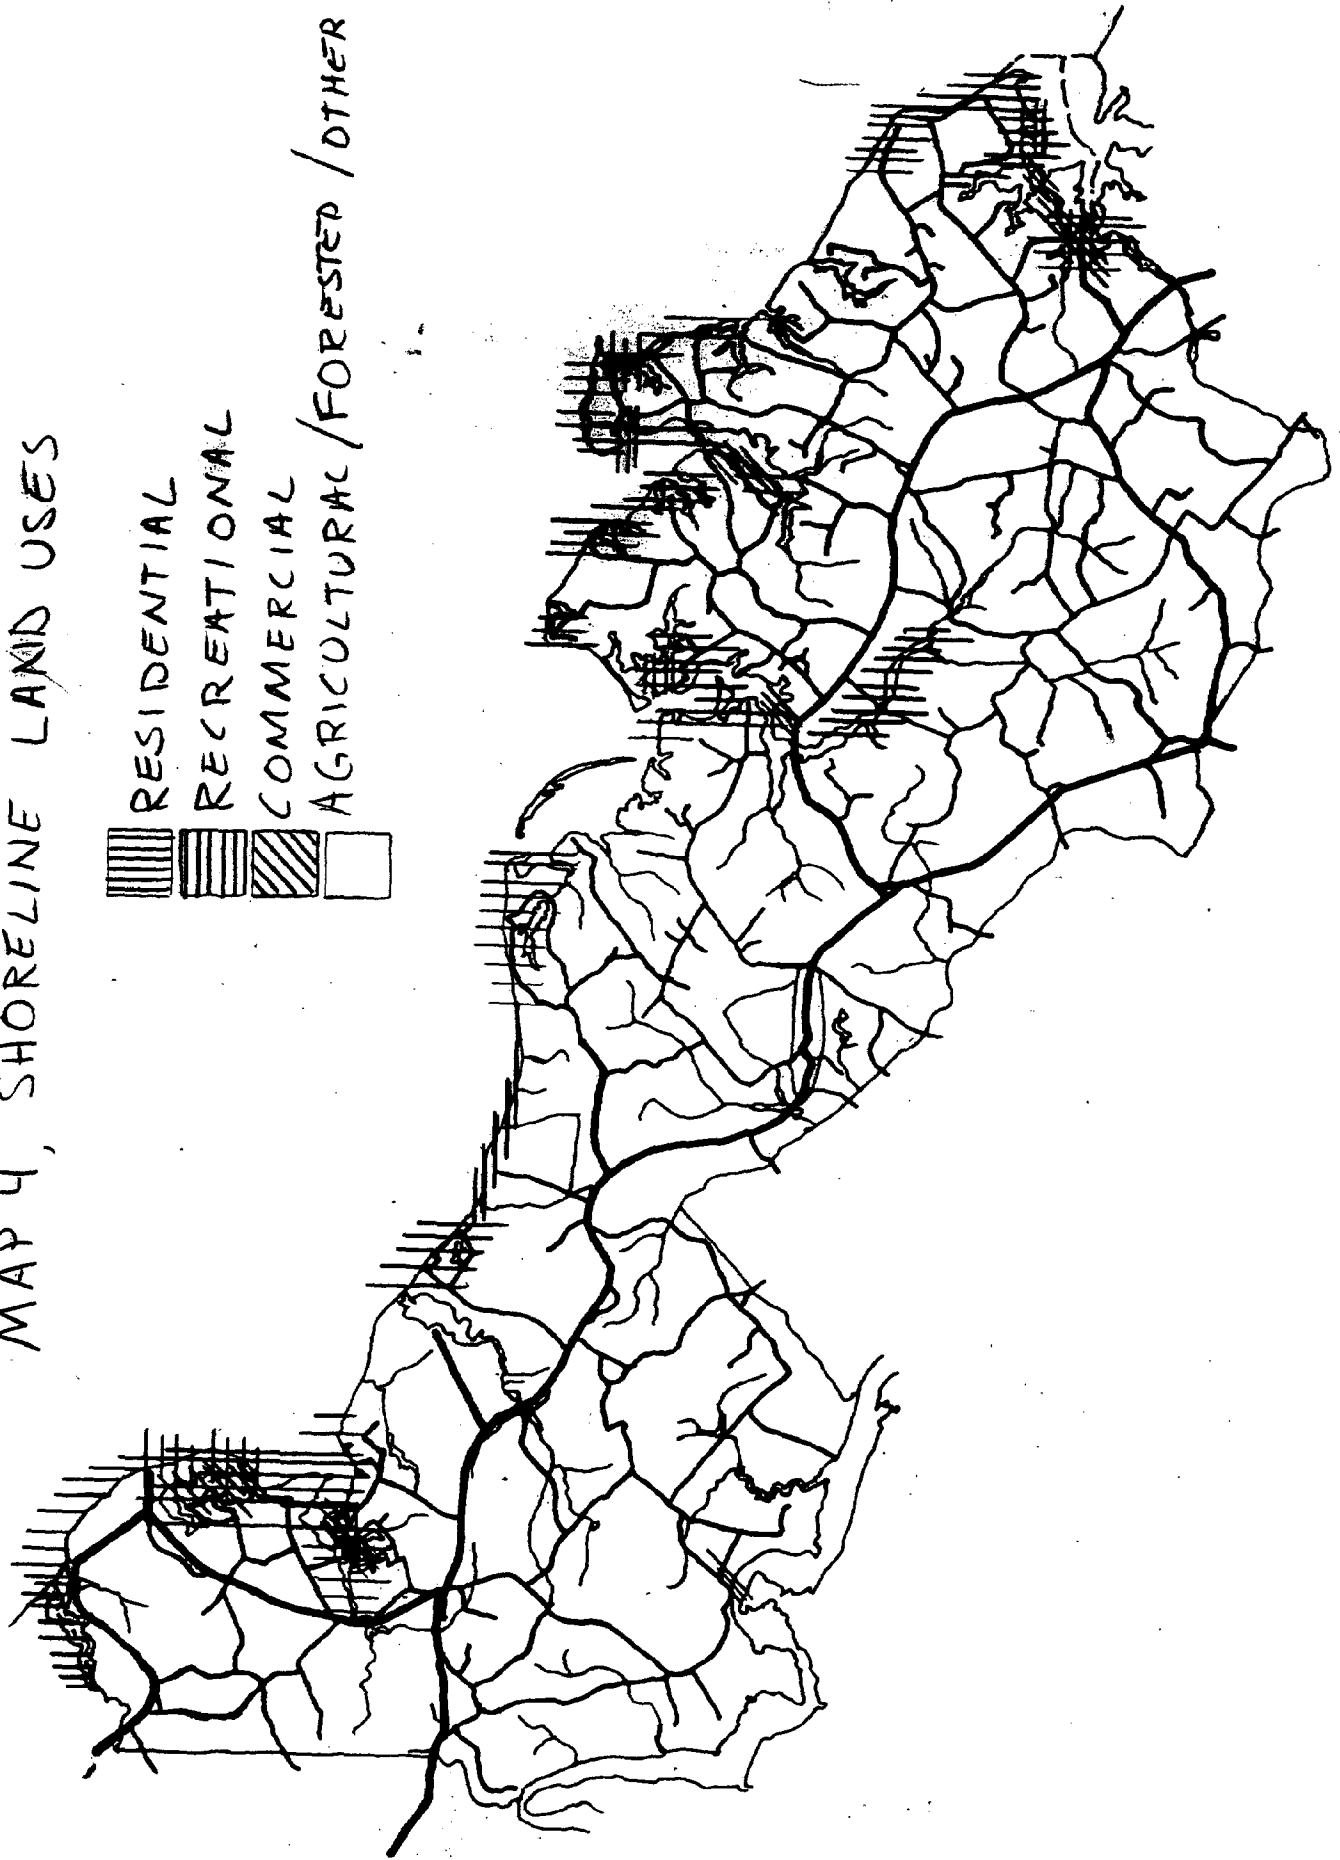 MAP 4, SHORELINE LAND USES
RESIDENTIAL
RECREATIONAL
COMMERCIAL
AGRICULTURAL/FORESTED/OTHER